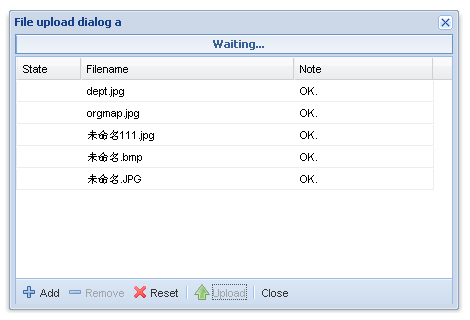 File upload dialog a
Waiting...
State Filename Note
dept.jpg OK.
orgmap.jpg OK.
未命名111.jpg OK.
未命名.bmp OK.
未命名.JPG OK.
Add Remove Reset Upload Close